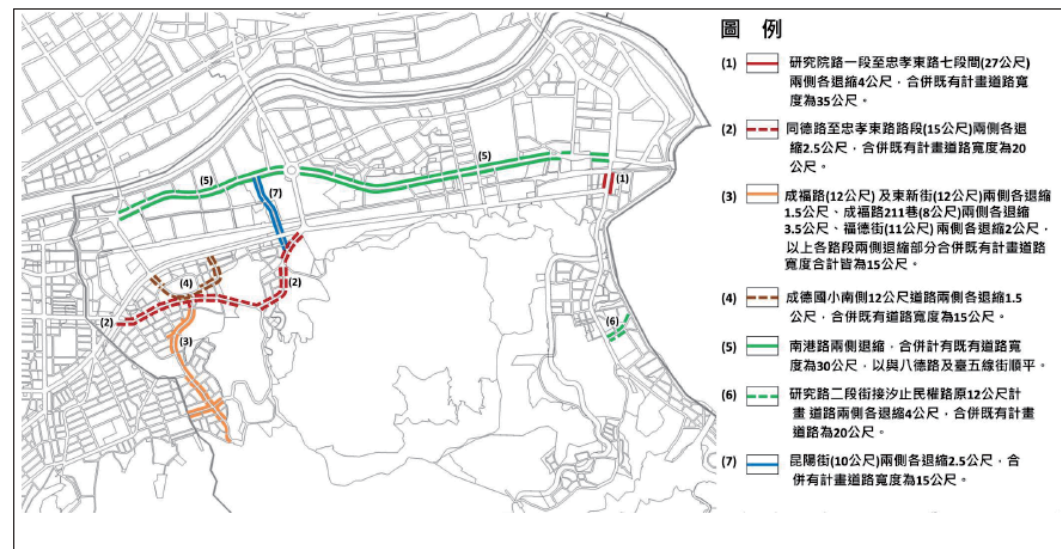 圖 例
(1) 研究院路一段至忠孝東路七段間(27公尺)
兩側各退縮4公尺，合併既有計畫道路寬
度為35公尺。
(2) 同德路至忠孝東路路段(15公尺)兩側各退
縮2.5公尺，合併既有計畫道路寬度為20
公尺。
(3) 成福路(12公尺)及東新街(12公尺)兩側各退縮
1.5公尺、成福路211巷(8公尺)兩側各退縮
3.5公尺、福德街(11公尺)兩側各退縮2公尺，
以上各路段兩側退縮部分合併既有計畫道路
寬度合計皆為15公尺。
(4) 成德國小南側12公尺道路兩側各退縮1.5
公尺，合併既有道路寬度為15公尺。
(5) 南港路兩側退縮，合併計有既有道路寬
度為30公尺，以與八德路及臺五線街順平。
(6) 研究路二段街接汐止民權路原12公尺計
畫 道路兩側各退縮4公尺，合併既有計畫
道路為20公尺。
(7) 昆陽街(10公尺)兩側各退縮2.5公尺，合
併有計畫道路寬度為15公尺。
(5)
(1)
(5)
(7)
(4)
(2)
(2)
(3)
(6)